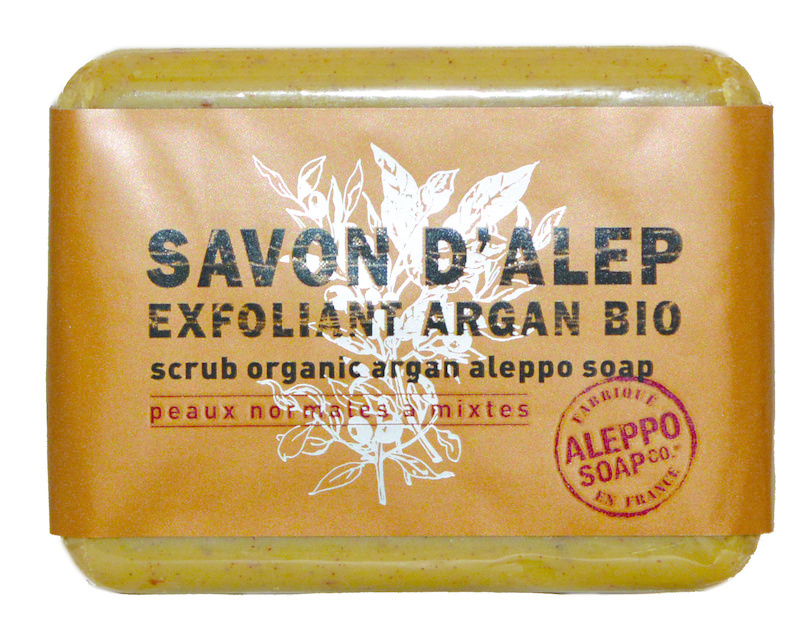 SAVON D'ALEP
EXFOLIANT ARGAN BIO
scrub organic argan aleppo soap
peaux normales à mixtes
FABRIQUE
ALEPPO
SOAP CO.™
EN FRANCE